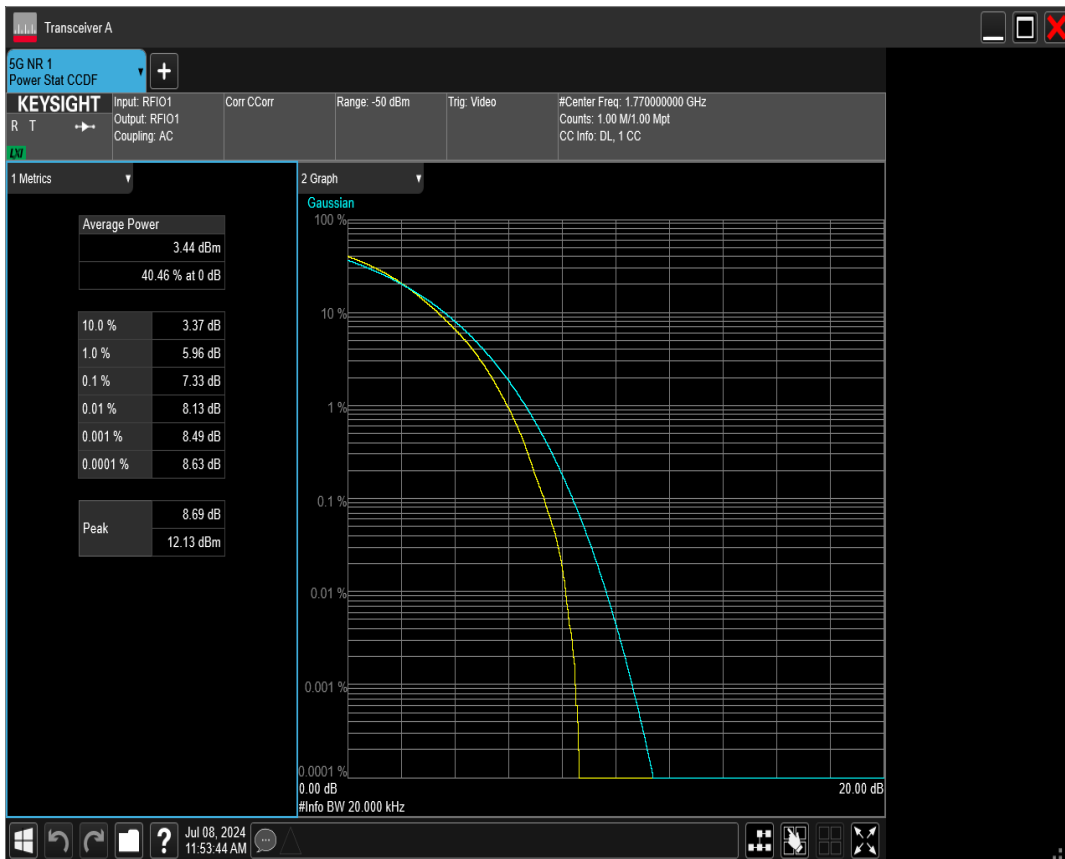 Transceiver A
5G NR 1
Power Stat CCDF
KEYSIGHT
R T
LXI
Input: RFIO1
Output: RFIO1
Coupling: AC
Corr CCorr
Range: -50 dBm
Trig: Video
#Center Freq: 1.770000000 GHz
Counts: 1.00 M/1.00 Mpt
CC Info: DL, 1 CC
1 Metrics
Average Power
3.44 dBm
40.46 % at 0 dB
10.0 % 3.37 dB
1.0 % 5.96 dB
0.1 % 7.33 dB
0.01 % 8.13 dB
0.001 % 8.49 dB
0.0001 % 8.63 dB
Peak 8.69 dB
12.13 dBm
2 Graph
Gaussian
100 %
10 %
1 %
0.1 %
0.01 %
0.001 %
0.0001 %
0.00 dB 20.00 dB
#Info BW 20.000 kHz
Jul 08, 2024
11:53:44 AM